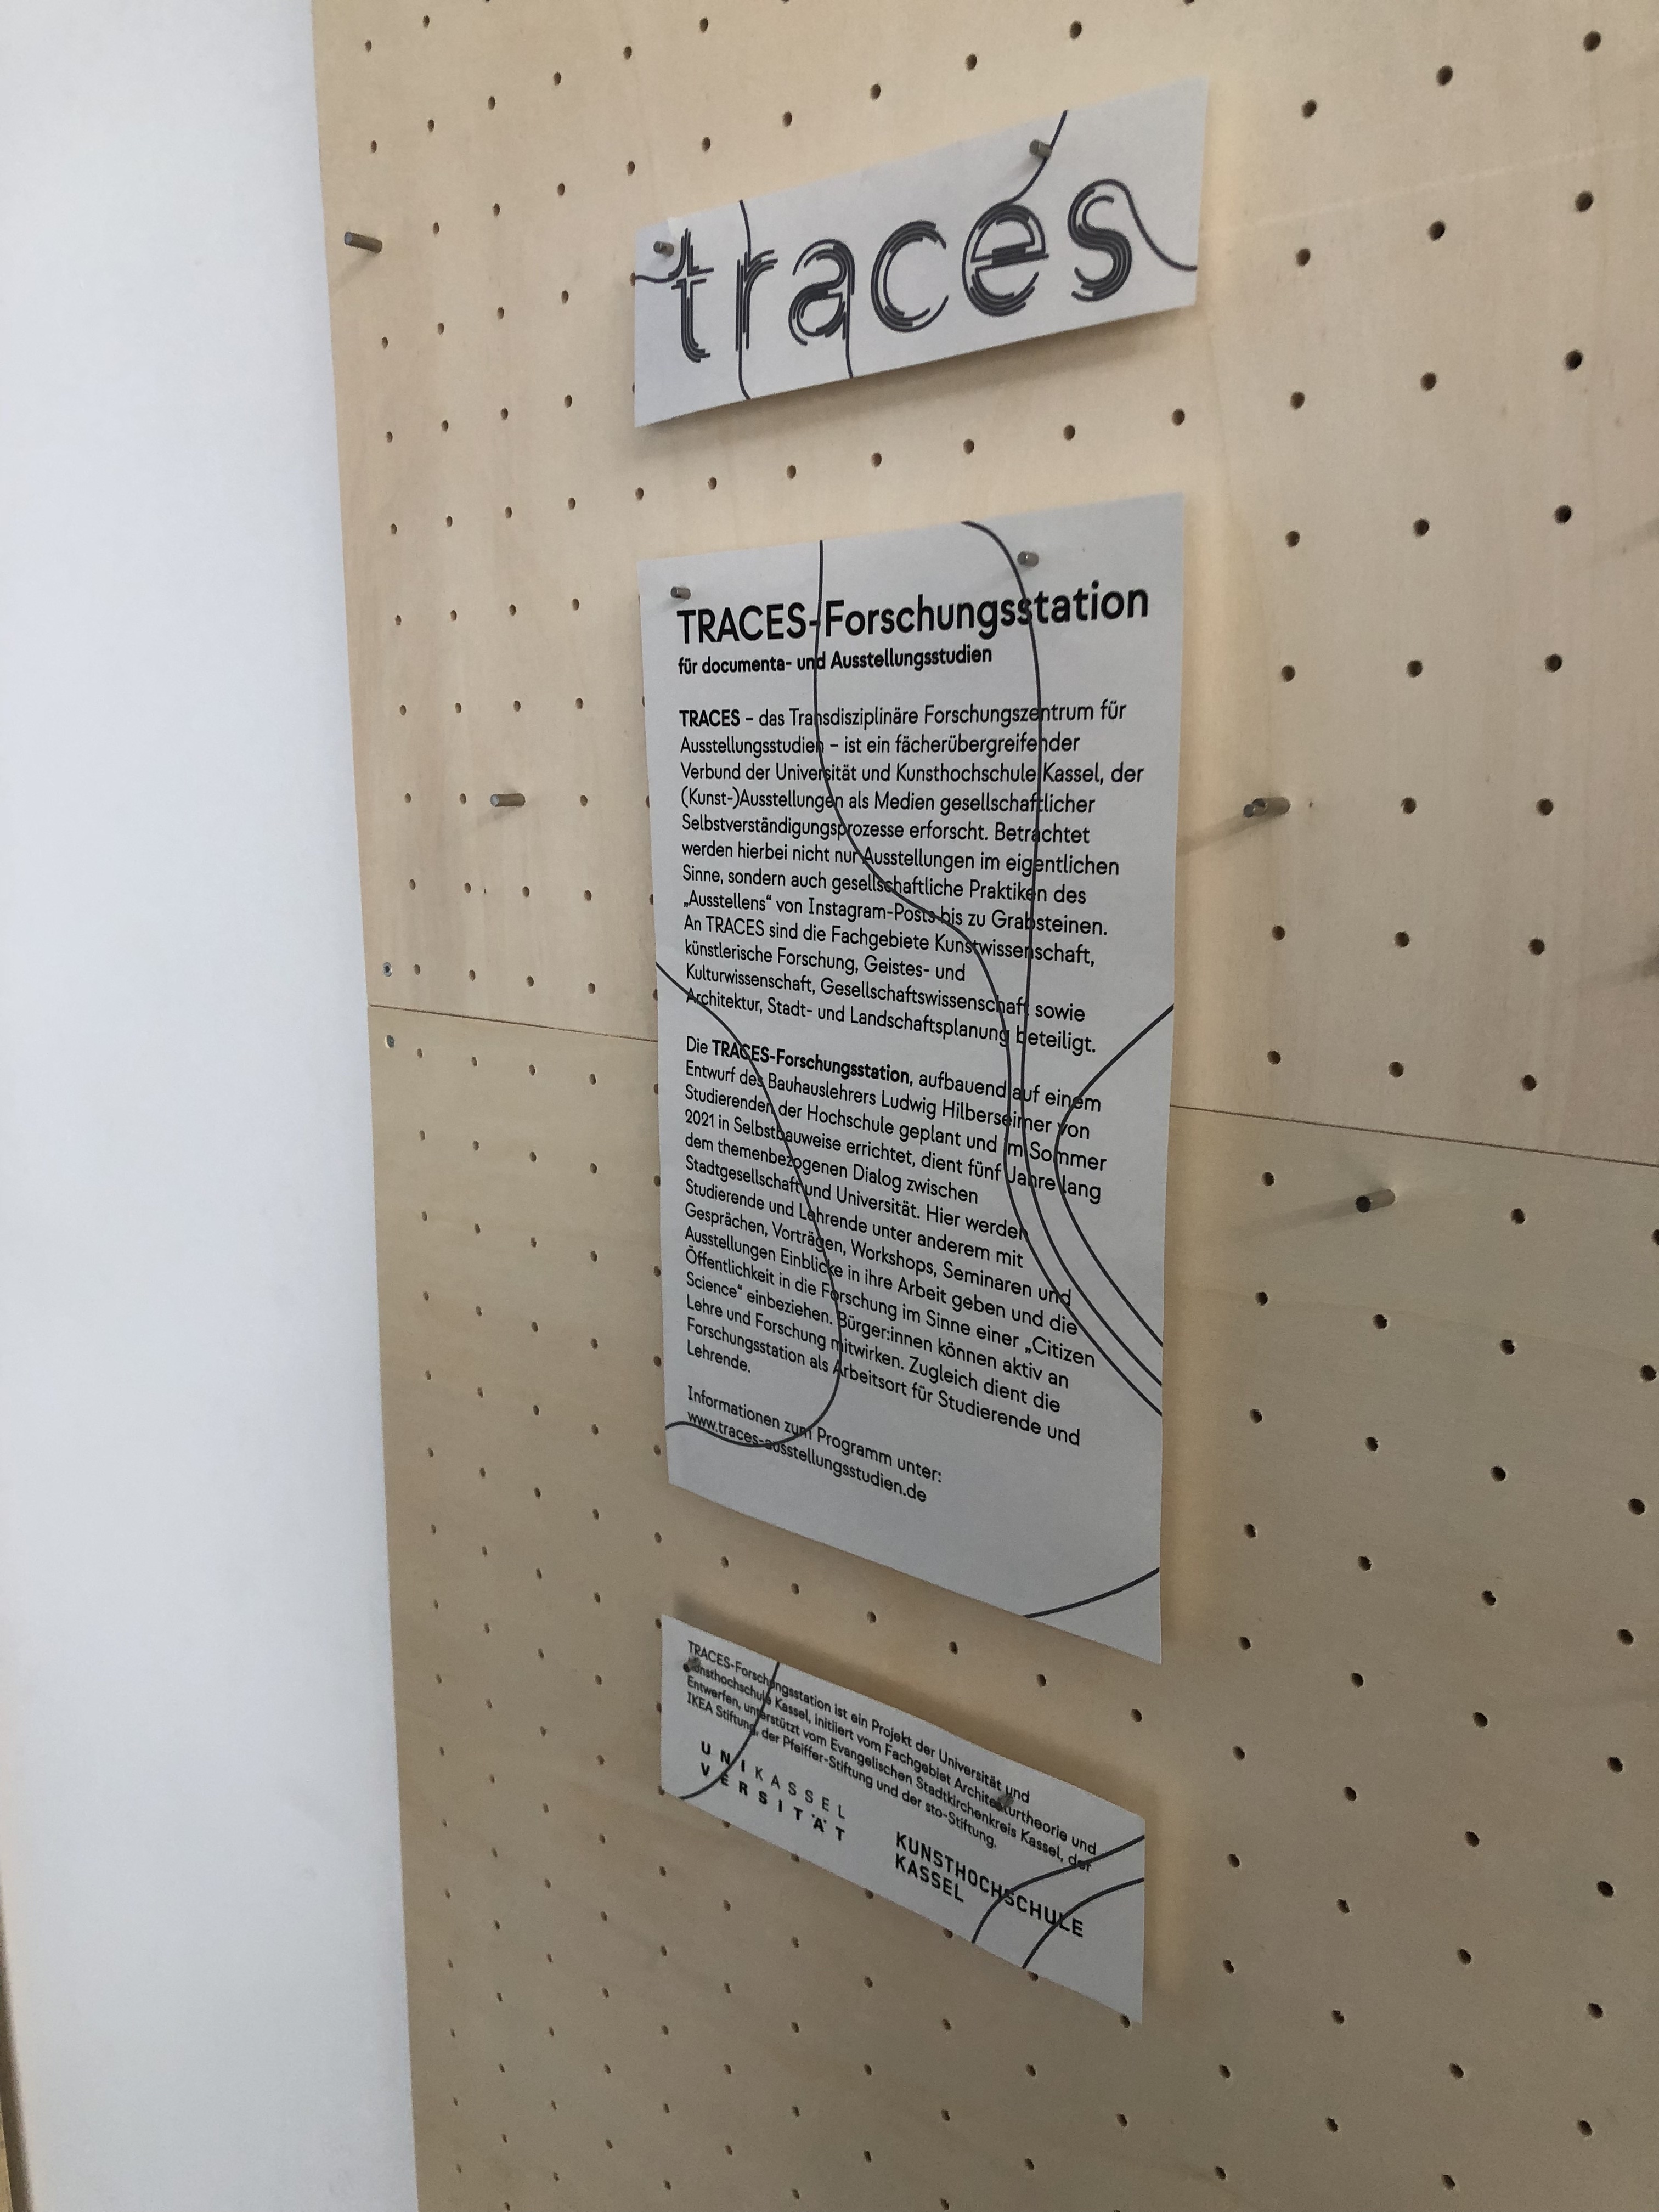 traces
TRACES-Forschungsstation
für documenta- und Ausstellungsstudien
TRACES – das Transdisziplinäre Forschungszentrum für
Ausstellungsstudien – ist ein fächerübergreifender
Verbund der Universität und Kunsthochschule Kassel, der
(Kunst-)Ausstellungen als Medien gesellschaftlicher
Selbstverständigungsprozesse erforscht. Betrachtet
werden hierbei nicht nur Ausstellungen im eigentlichen
Sinne, sondern auch gesellschaftliche Praktiken des
„Ausstellens“ von Instagram-Posts bis zu Grabsteinen.
An TRACES sind die Fachgebiete Kunstwissenschaft,
künstlerische Forschung, Geistes- und
Kulturwissenschaft, Gesellschaftswissenschaft sowie
Architektur, Stadt- und Landschaftsplanung beteiligt.
Die TRACES-Forschungsstation, aufbauend auf einem
Entwurf des Bauhauslehrers Ludwig Hilberseimer von
Studierenden der Hochschule geplant und im Sommer
2021 in Selbstbauweise errichtet, dient fünf Jahre lang
dem themenbezogenen Dialog zwischen
Stadtgesellschaft und Universität. Hier werden
Studierende und Lehrende unter anderem mit
Gesprächen, Vorträgen, Workshops, Seminaren und
Ausstellungen Einblicke in ihre Arbeit geben und die
Öffentlichkeit in die Forschung im Sinne einer „Citizen
Science“ einbeziehen. Bürger:innen können aktiv an
Lehre und Forschung mitwirken. Zugleich dient die
Forschungsstation als Arbeitsort für Studierende und
Lehrende.
Informationen zum Programm unter:
www.traces-ausstellungsstudien.de
TRACES-Forschungsstation ist ein Projekt der Universität und
Kunsthochschule Kassel, initiiert vom Fachgebiet Architekturtheorie und
Entwerfen, unterstützt vom Evangelischen Stadtkirchenkreis Kassel, der
IKEA Stiftung, der Pfeiffer-Stiftung und der sto-Stiftung.
UNIKASSEL
VERSITÄT
KUNSTHOCHSCHULE
KASSEL